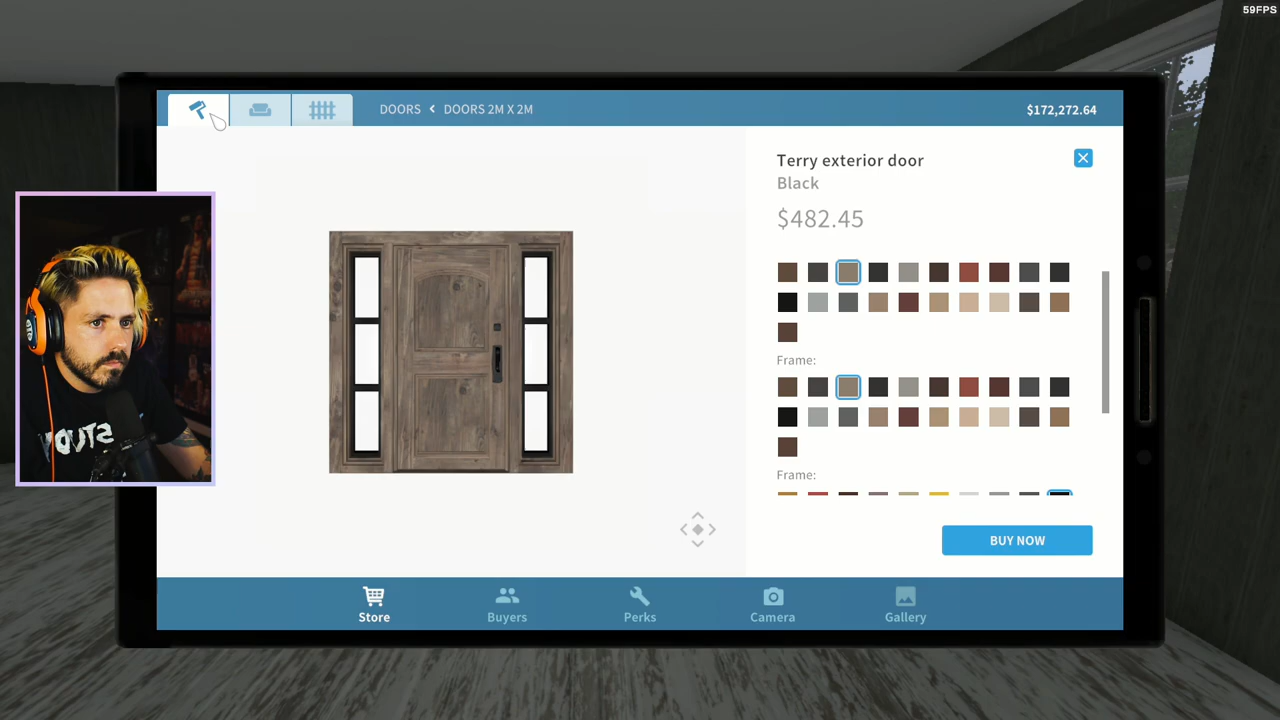 59FPS
DOORS < DOORS 2M X 2M
$172,272.64
Terry exterior door
Black
$482.45
Frame:
Frame:
BUY NOW
Store
Buyers
Perks
Camera
Gallery